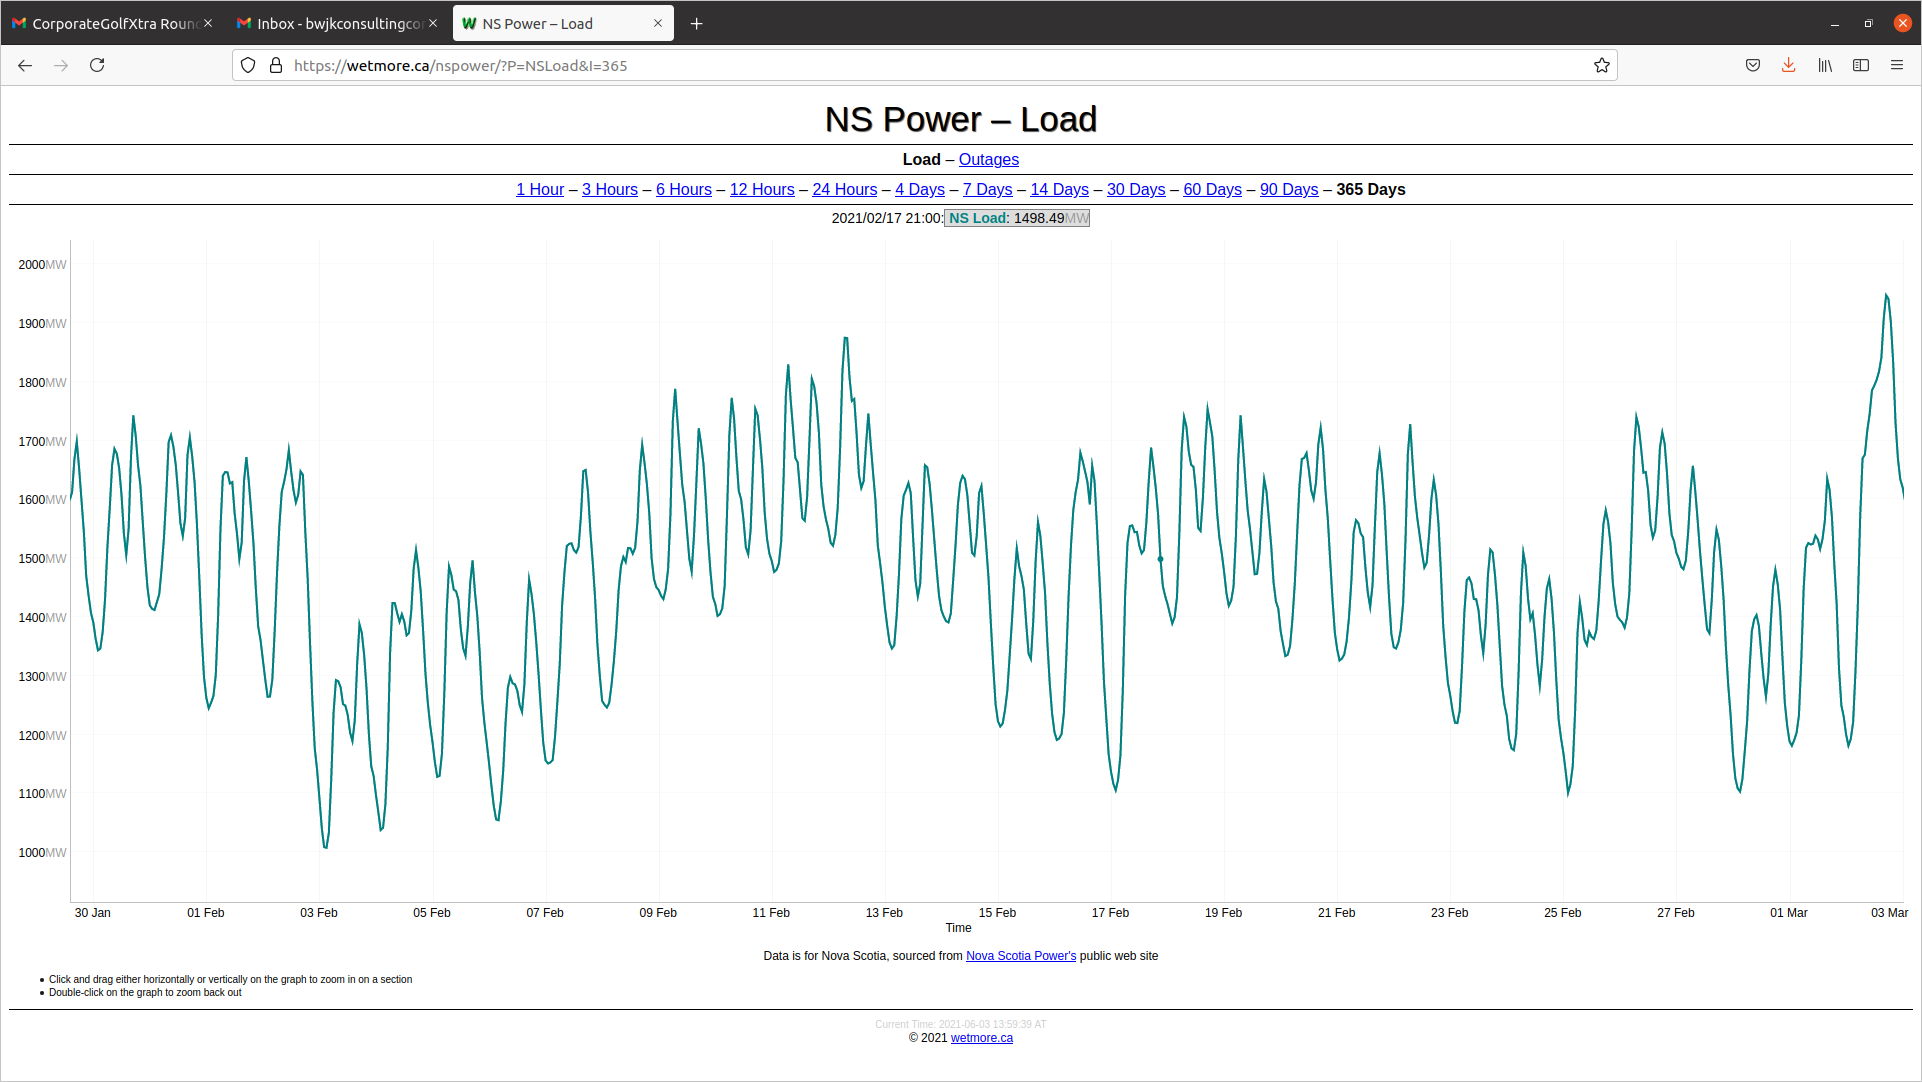 CorporateGolfXtra Roun
Inbox - bwjkconsultingco
NS Power – Load
https://wetmore.ca/nspower/?P=NSLoad&I=365
NS Power – Load
Load – Outages
1 Hour – 3 Hours – 6 Hours – 12 Hours – 24 Hours – 4 Days – 7 Days – 14 Days – 30 Days – 60 Days – 90 Days – 365 Days
2021/02/17 21:00: NS Load: 1498.49MW
2000MW
1900MW
1800MW
1700MW
1600MW
1500MW
1400MW
1300MW
1200MW
1100MW
1000MW
30 Jan 01 Feb 03 Feb 05 Feb 07 Feb 09 Feb 11 Feb 13 Feb 15 Feb 17 Feb 19 Feb 21 Feb 23 Feb 25 Feb 27 Feb 01 Mar 03 Mar
Time
Data is for Nova Scotia, sourced from Nova Scotia Power's public web site
• Click and drag either horizontally or vertically on the graph to zoom in on a section
• Double-click on the graph to zoom back out
Current Time: 2021-06-03 13:59:39 AT
© 2021 wetmore.ca